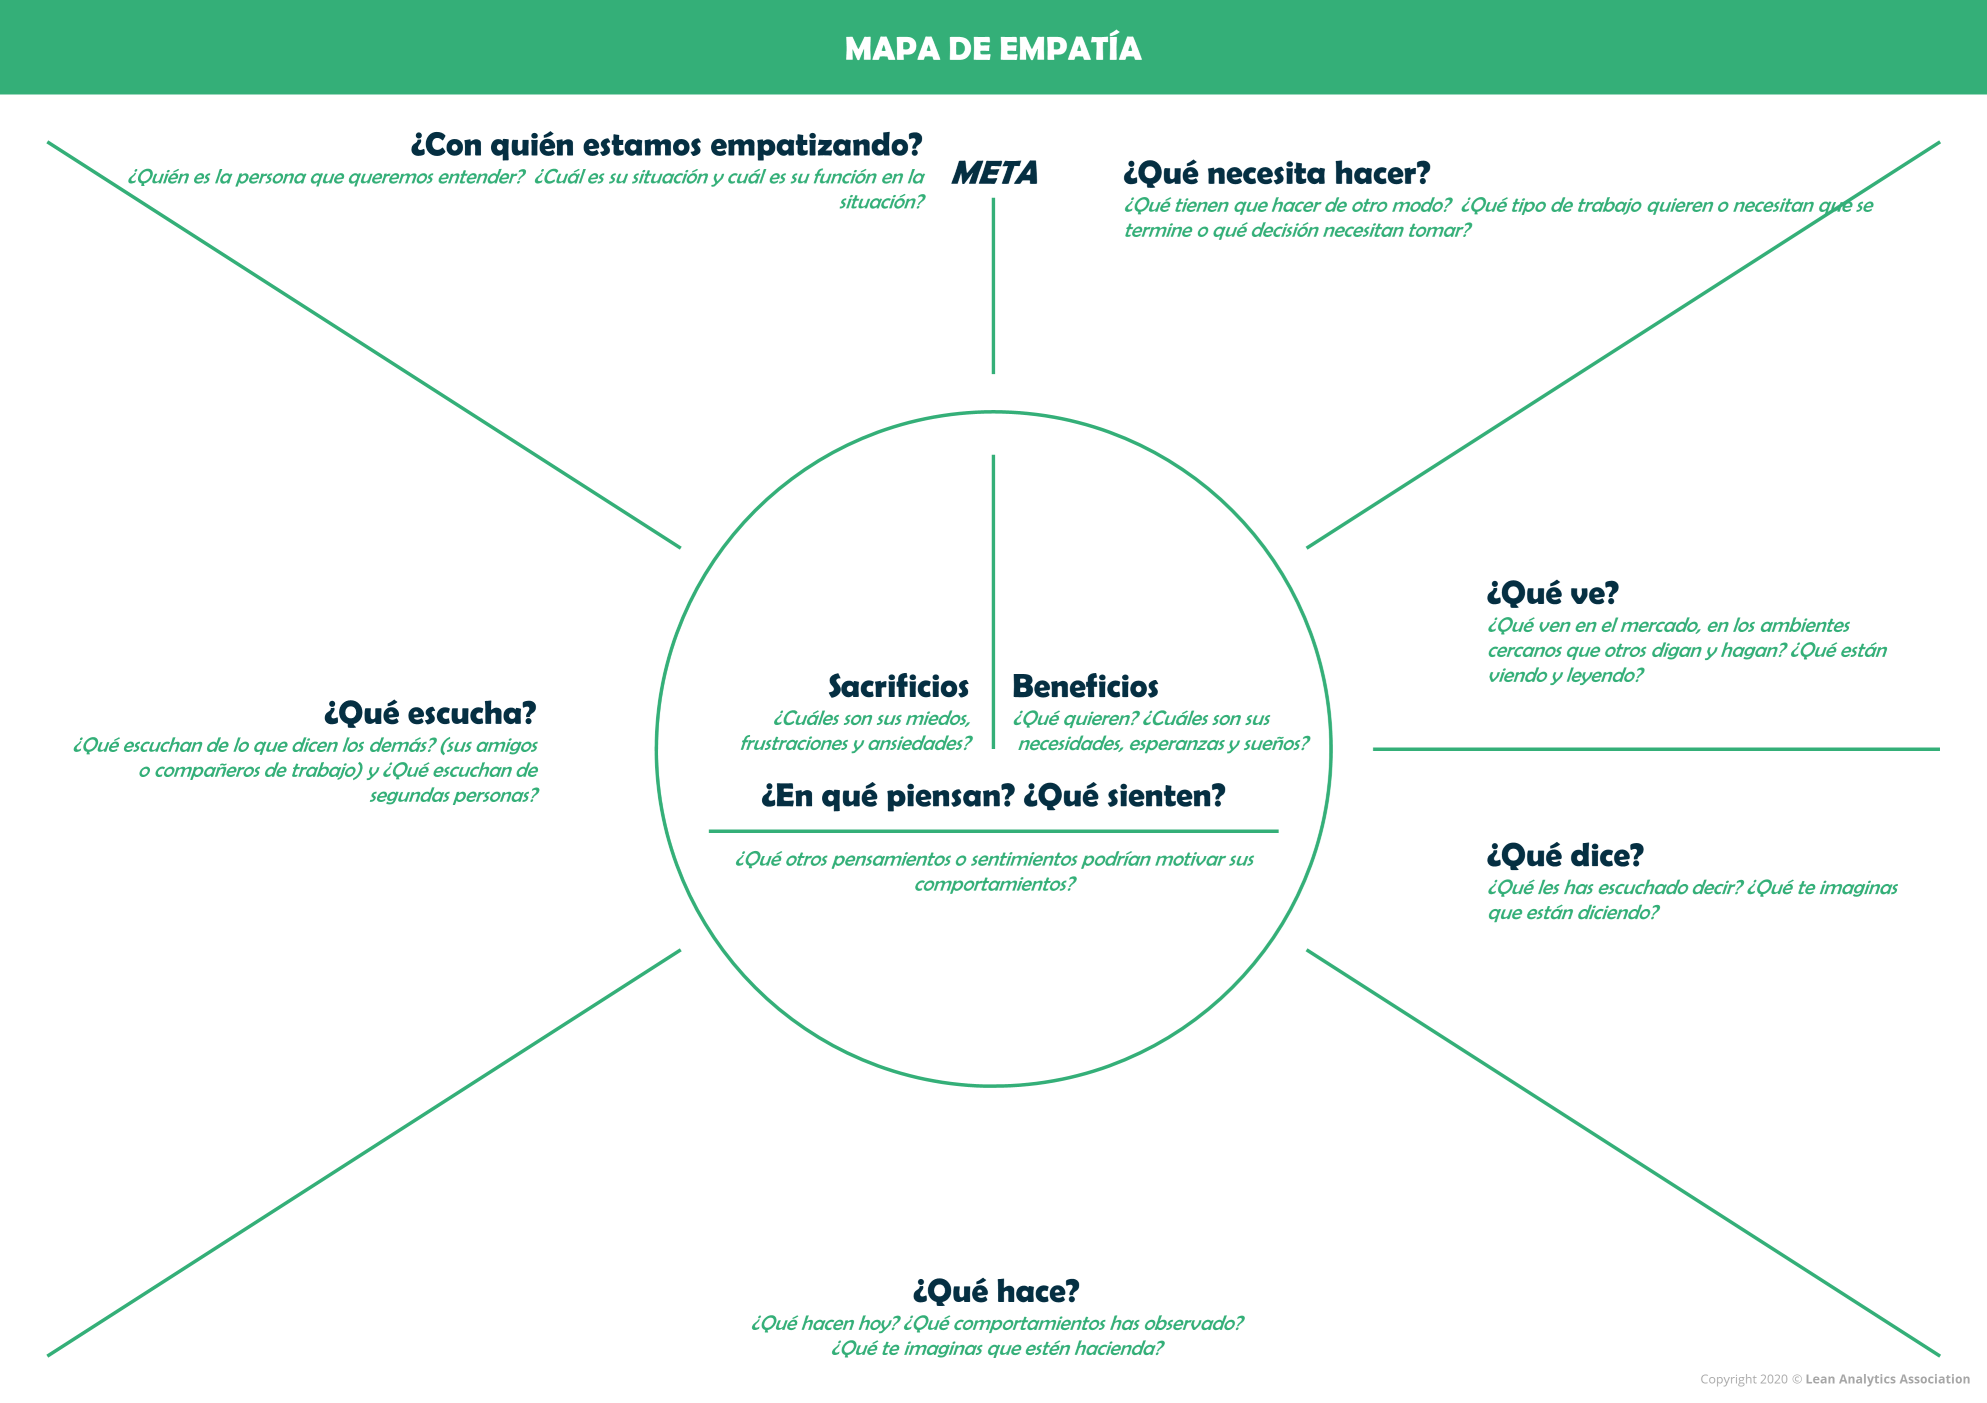 MAPA DE EMPATÍA
¿Con quién estamos empatizando?
¿Quién es la persona que queremos entender? ¿Cuál es su situación y cuál es su función en la
situación?
META
¿Qué necesita hacer?
¿Qué tienen que hacer de otro modo? ¿Qué tipo de trabajo quieren o necesitan que se
termine o qué decisión necesitan tomar?
¿Qué ve?
¿Qué ven en el mercado, en los ambientes
cercanos que otros digan y hagan? ¿Qué están
viendo y leyendo?
Sacrificios
¿Cuáles son sus miedos,
frustraciones y ansiedades?
Beneficios
¿Qué quieren? ¿Cuáles son sus
necesidades, esperanzas y sueños?
¿Qué escucha?
¿Qué escuchan de lo que dicen los demás? (sus amigos
o compañeros de trabajo) y ¿Qué escuchan de
segundas personas?
¿En qué piensan? ¿Qué sienten?
¿Qué otros pensamientos o sentimientos podrían motivar sus
comportamientos?
¿Qué dice?
¿Qué les has escuchado decir? ¿Qué te imaginas
que están diciendo?
¿Qué hace?
¿Qué hacen hoy? ¿Qué comportamientos has observado?
¿Qué te imaginas que estén hacienda?
Copyright 2020 © Lean Analytics Association